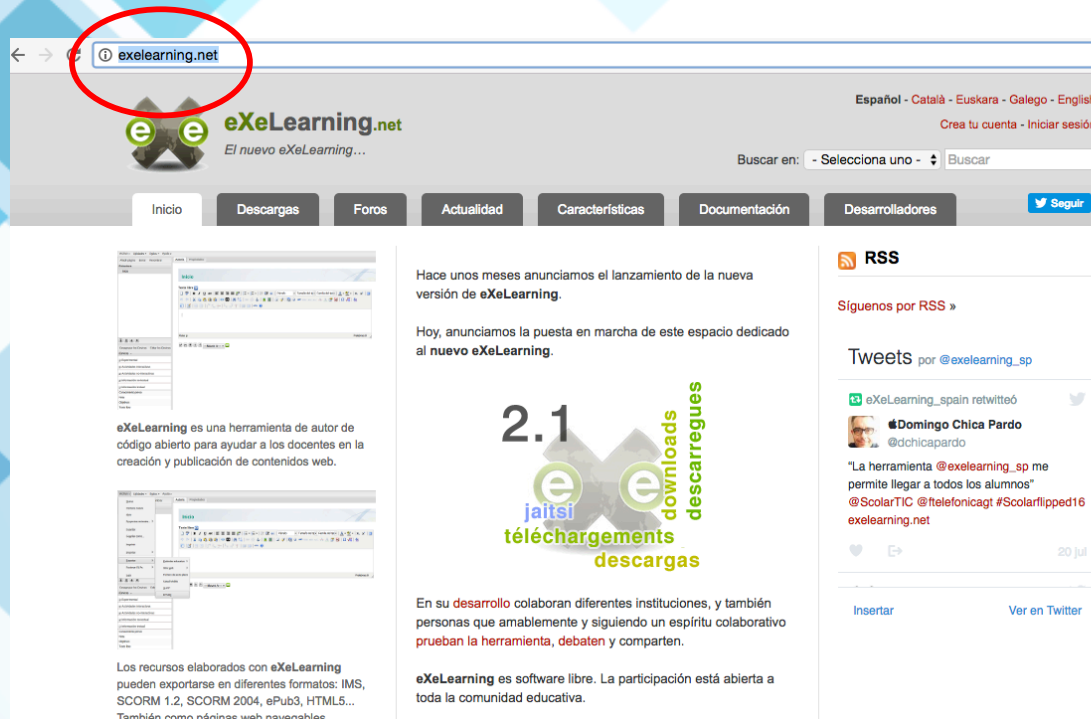 exelearning.net
eXeLearning.net
El nuevo eXeLearning...
Español - Català - Euskara - Galego - English
Crea tu cuenta - Iniciar sesión
Buscar en: - Selecciona uno - Buscar
Inicio Descargas Foros Actualidad Características Documentación Desarrolladores Seguir
eXeLearning es una herramienta de autor de
código abierto para ayudar a los docentes en la
creación y publicación de contenidos web.
Los recursos elaborados con eXeLearning
pueden exportarse en diferentes formatos: IMS,
SCORM 1.2, SCORM 2004, ePub3, HTML5...
También como páginas web navegables
Hace unos meses anunciamos el lanzamiento de la nueva
versión de eXeLearning.
Hoy, anunciamos la puesta en marcha de este espacio dedicado
al nuevo eXeLearning.
2.1
e e
downloads
descarregues
jaitsi
téléchargements
descargas
En su desarrollo colaboran diferentes instituciones, y también
personas que amablemente y siguiendo un espíritu colaborativo
prueban la herramienta, debaten y comparten.
eXeLearning es software libre. La participación está abierta a
toda la comunidad educativa.
RSS
Síguenos por RSS »
Tweets por @exelearning_sp
eXeLearning_spain retwitteó
Domingo Chica Pardo
@dchicapardo
“La herramienta @exelearning_sp me
permite llegar a todos los alumnos”
@ScolarTIC @ftelefonicagt #Scolarflipped16
exelearning.net
20 jul
Insertar Ver en Twitter